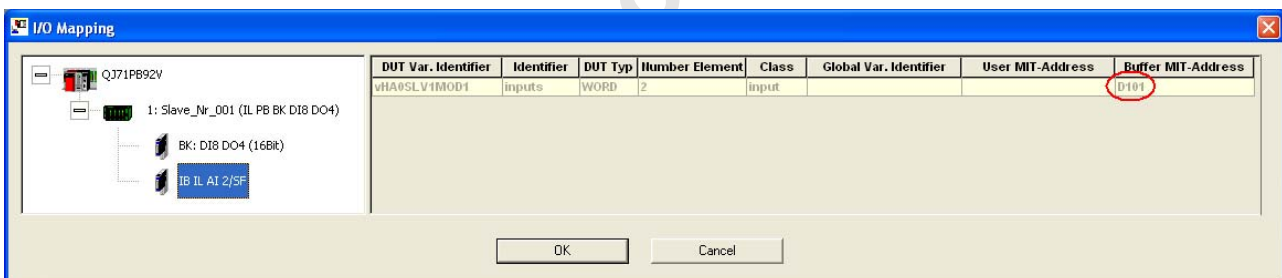 I/O Mapping
QJ71PB92V
1: Slave_Nr_001 (IL PB BK DI8 DO4)
BK: DI8 DO4 (16Bit)
IB IL AI 2/SF
DUT Var. Identifier Identifier DUT Typ Number Element Class Global Var. Identifier User MIT-Address Buffer MIT-Address
vHA0SLV1MOD1 inputs WORD 2 input D101
OK Cancel